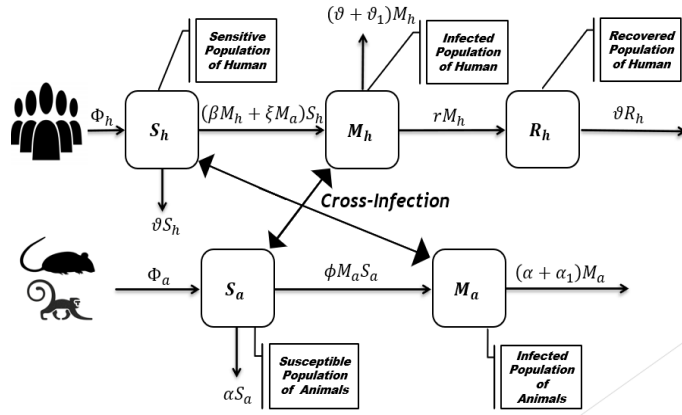 (ϑ + ϑ₁)Mₕ
Sensitive
Population
of Human
Infected
Population
of Human
Recovered
Population
of Human
Φₕ
Sₕ
(βMₕ + ξMₐ)Sₕ
Mₕ
rMₕ
Rₕ
ϑRₕ
Cross-Infection
ϑSₕ
Φₐ
Sₐ
ϕMₐSₐ
Mₐ
(α + α₁)Mₐ
αSₐ
Susceptible
Population
of Animals
Infected
Population
of
Animals